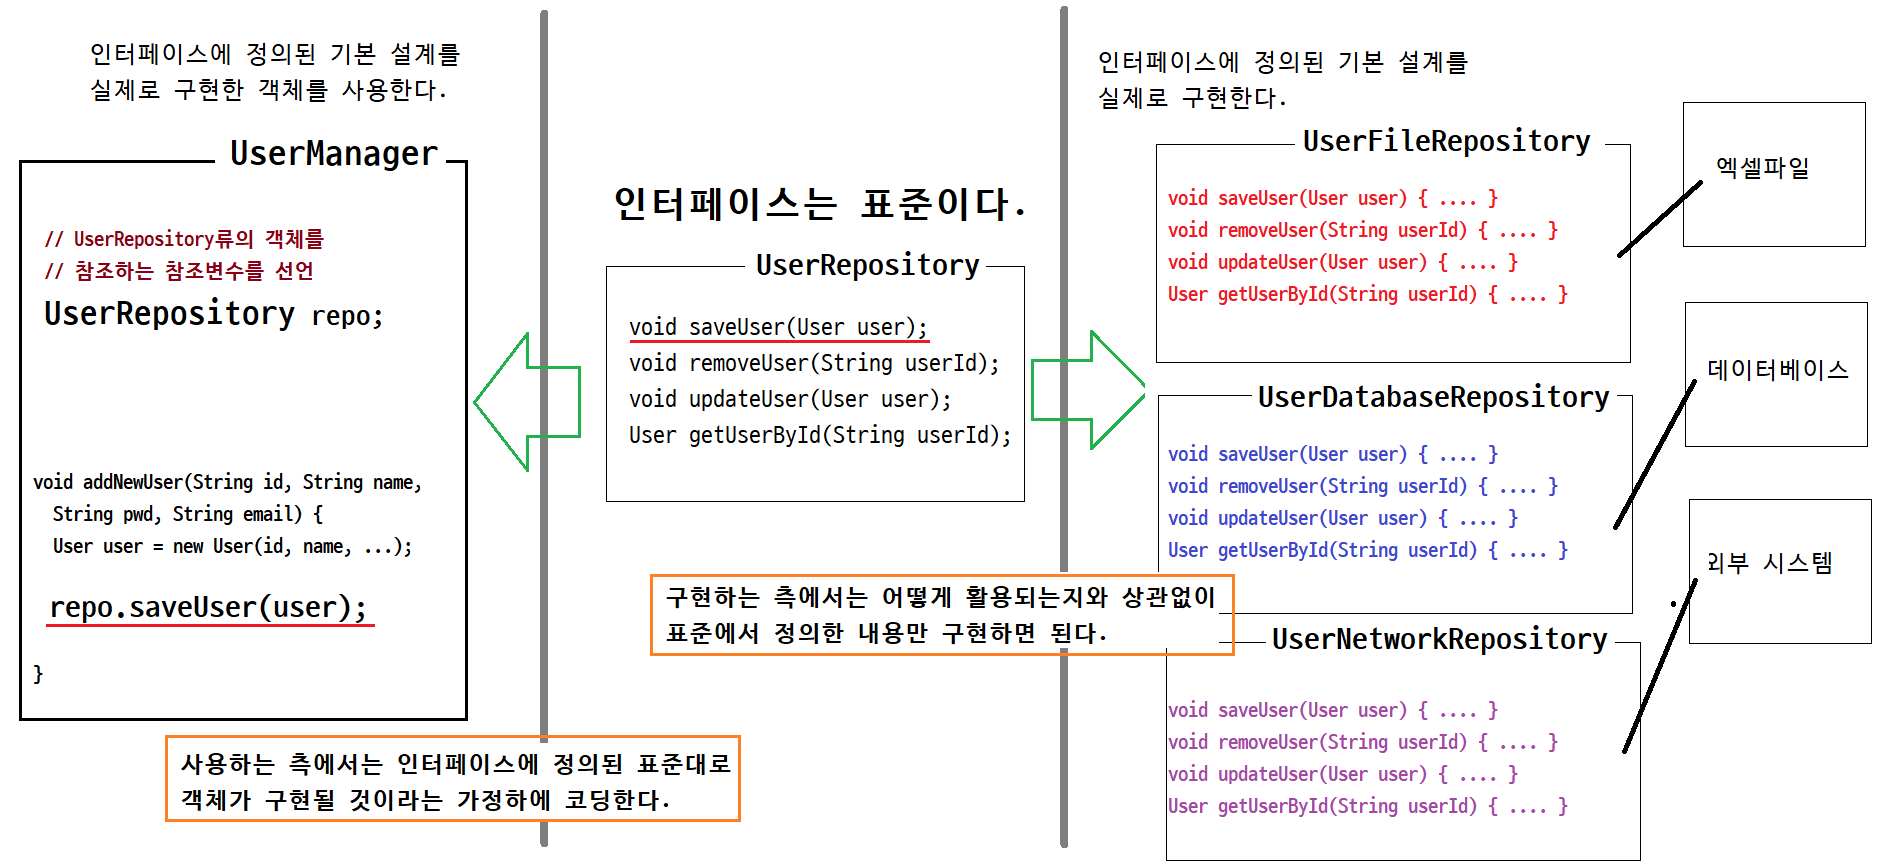 인터페이스에 정의된 기본 설계를
실제로 구현한 객체를 사용한다.
UserManager
// UserRepository류의 객체를
// 참조하는 참조변수를 선언
UserRepository repo;
void addNewUser(String id, String name,
String pwd, String email) {
User user = new User(id, name, ...);
repo.saveUser(user);
}
사용하는 측에서는 인터페이스에 정의된 표준대로
객체가 구현될 것이라는 가정하에 코딩한다.
인터페이스는 표준이다.
UserRepository
void saveUser(User user);
void removeUser(String userId);
void updateUser(User user);
User getUserById(String userId);
구현하는 측에서는 어떻게 활용되는지와 상관없이
표준에서 정의한 내용만 구현하면 된다.
인터페이스에 정의된 기본 설계를
실제로 구현한다.
UserFileRepository
void saveUser(User user) { .... }
void removeUser(String userId) { .... }
void updateUser(User user) { .... }
User getUserById(String userId) { .... }
엑셀파일
UserDatabaseRepository
void saveUser(User user) { .... }
void removeUser(String userId) { .... }
void updateUser(User user) { .... }
User getUserById(String userId) { .... }
데이터베이스
UserNetworkRepository
void saveUser(User user) { .... }
void removeUser(String userId) { .... }
void updateUser(User user) { .... }
User getUserById(String userId) { .... }
외부 시스템